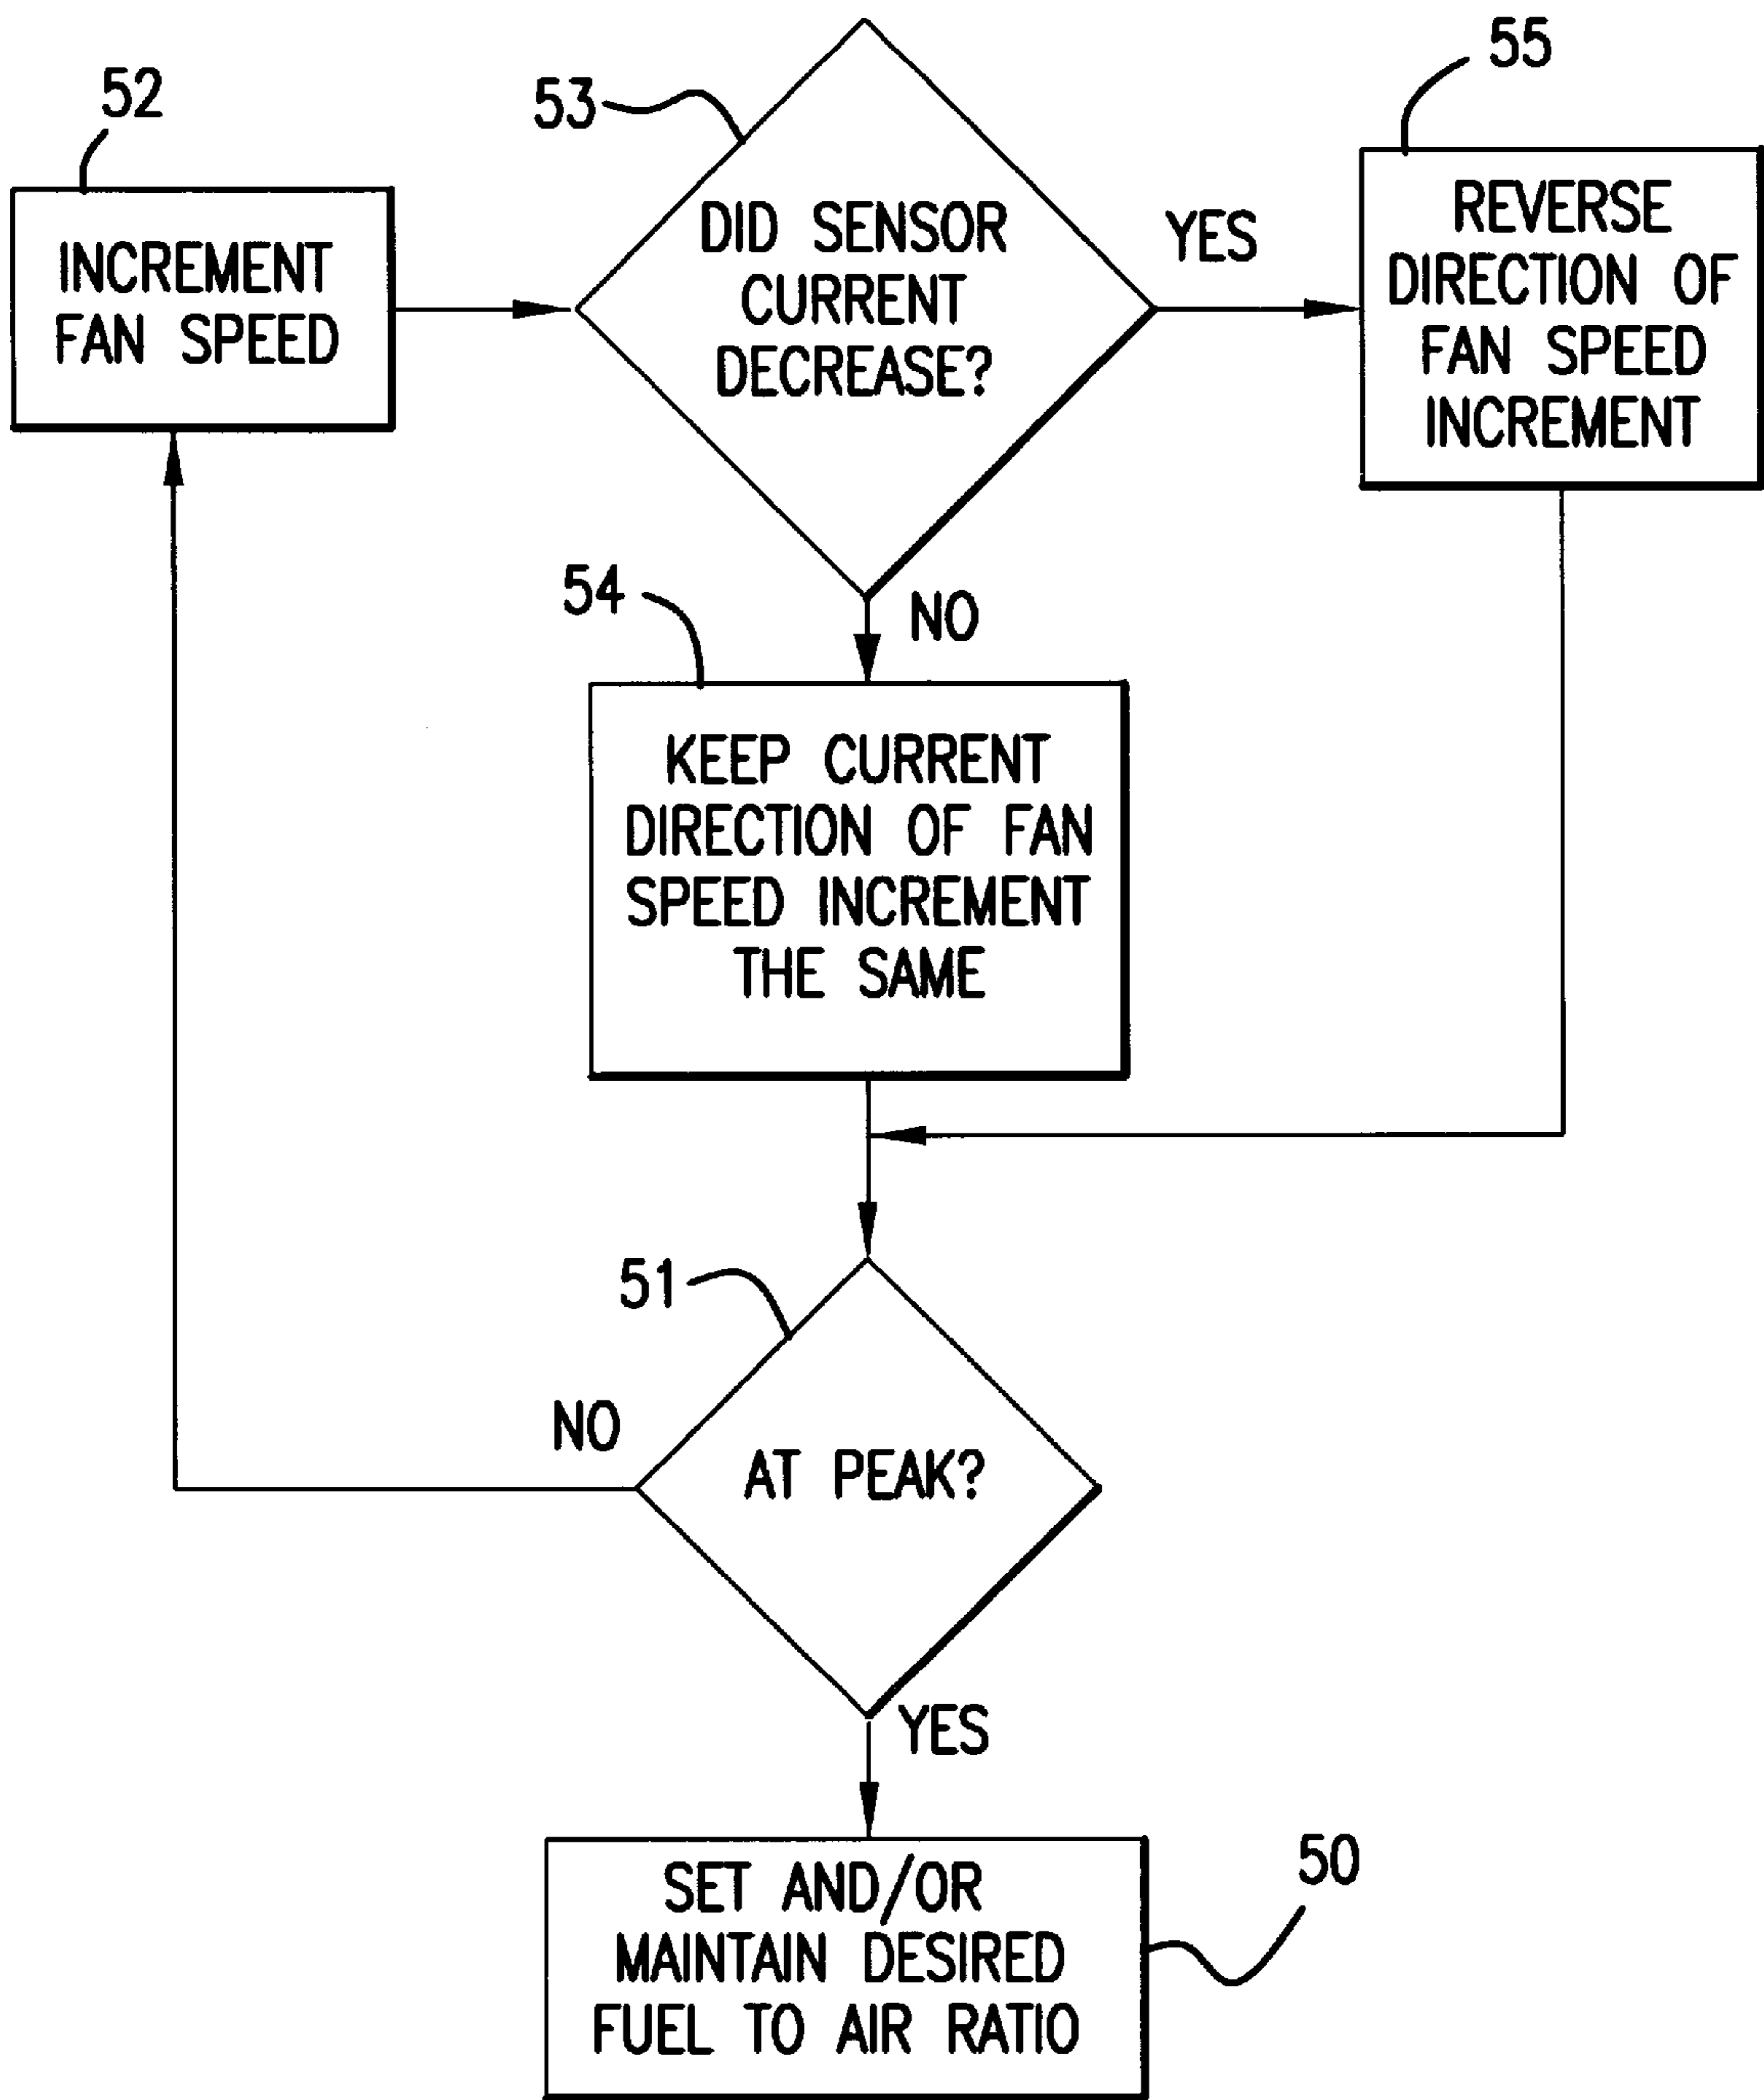 52
INCREMENT
FAN SPEED
53
DID SENSOR
CURRENT
DECREASE?
YES
55
REVERSE
DIRECTION OF
FAN SPEED
INCREMENT
NO
54
KEEP CURRENT
DIRECTION OF FAN
SPEED INCREMENT
THE SAME
51
AT PEAK?
NO
YES
SET AND/OR
MAINTAIN DESIRED
FUEL TO AIR RATIO
50